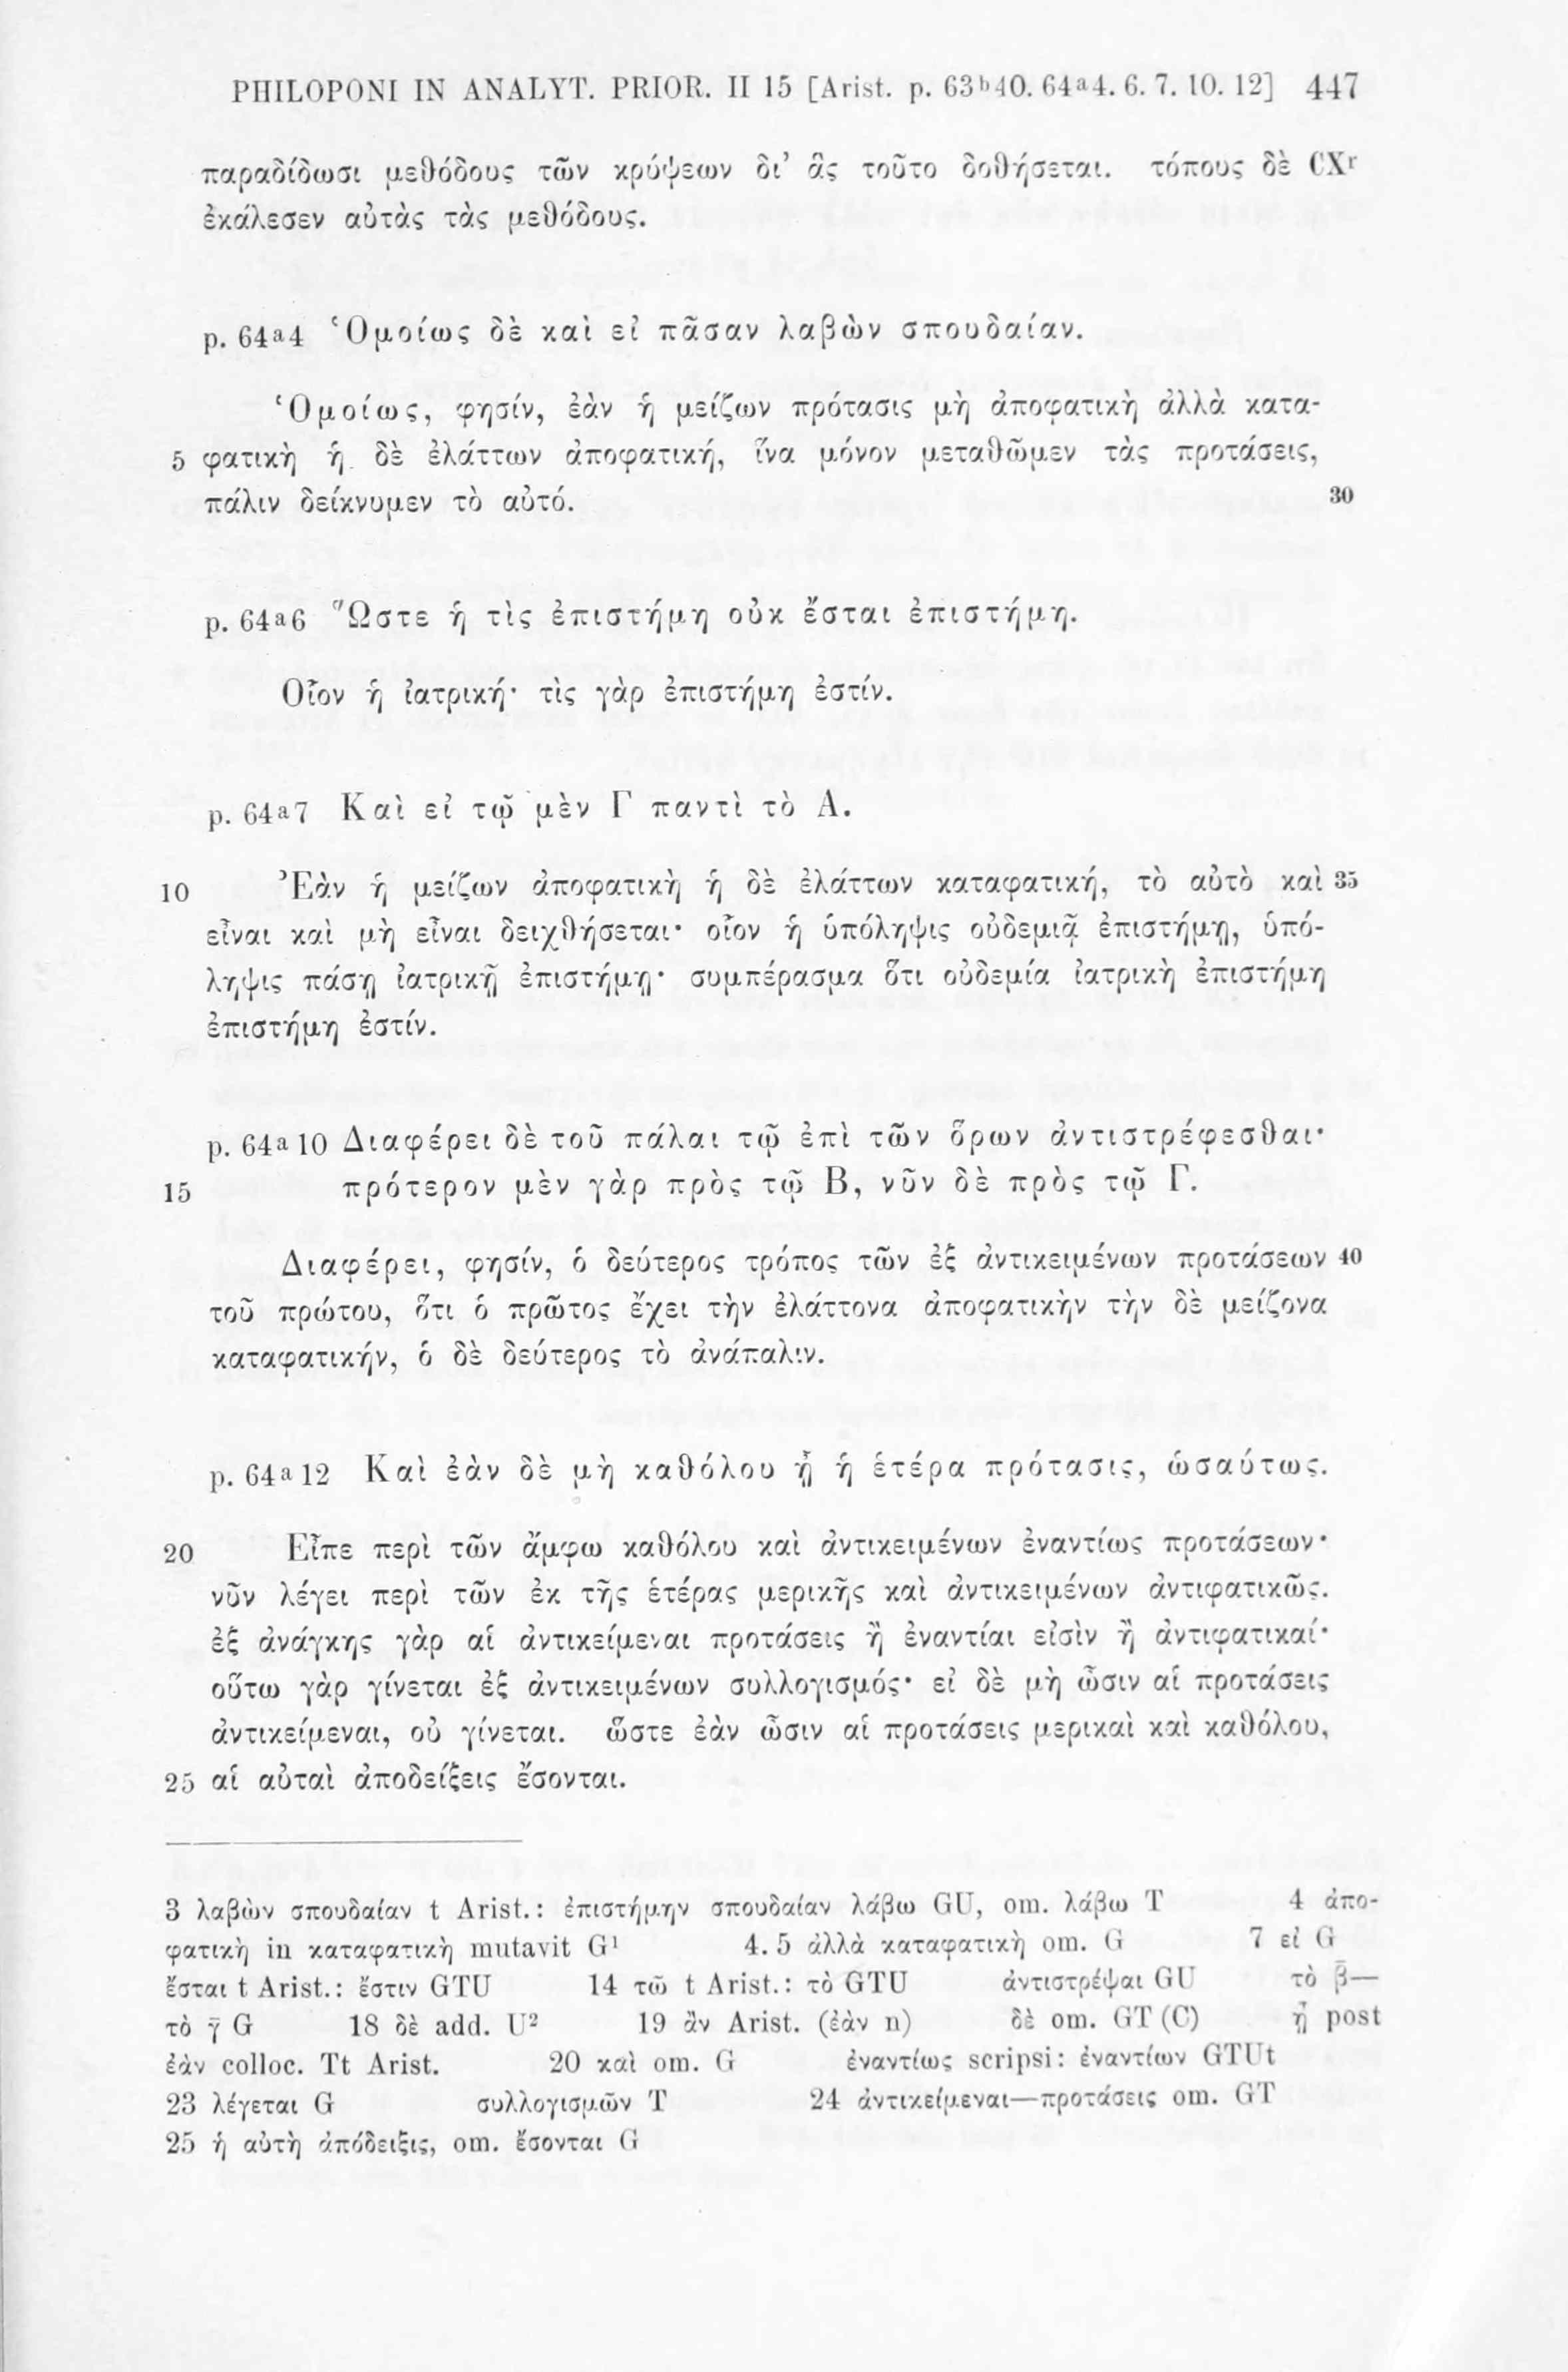 PHILOPONI IN ANALYT. PRIOR. II 15 [Arist. p. 63ᵇ40. 64ᵃ4. 6. 7. 10. 12] 447
παραδίδωσι μεθόδους τῶν κρύψεων δι’ ἃς τοῦτο δοθήσεται. τόπους δὲ CXʳ
ἐκάλεσεν αὐτὰς τὰς μεθόδους.
p. 64ᵃ4 Ὁμοίως δὲ καὶ εἰ πᾶσαν λαβὼν σπουδαίαν.
Ὁμοίως, φησίν, ἐὰν ἡ μείζων πρότασις μὴ ἀποφατικὴ ἀλλὰ κατα-
5 φατικὴ ἡ δὲ ἐλάττων ἀποφατική, ἵνα μόνον μεταθῶμεν τὰς προτάσεις,
πάλιν δείκνυμεν τὸ αὐτό. 30
p. 64ᵃ6 Ὥστε ἡ τὶς ἐπιστήμη οὐκ ἔσται ἐπιστήμη.
Οἷον ἡ ἰατρική· τὶς γὰρ ἐπιστήμη ἐστίν.
p. 64ᵃ7 Καὶ εἰ τῷ μὲν Γ παντὶ τὸ Α.
10 Ἐὰν ἡ μείζων ἀποφατικὴ ἡ δὲ ἐλάττων καταφατική, τὸ αὐτὸ καὶ 35
εἶναι καὶ μὴ εἶναι δειχθήσεται· οἷον ἡ ὑπόληψις οὐδεμιᾷ ἐπιστήμῃ, ὑπό-
ληψις πάσῃ ἰατρικῇ ἐπιστήμῃ· συμπέρασμα ὅτι οὐδεμία ἰατρικὴ ἐπιστήμη
ἐπιστήμη ἐστίν.
p. 64ᵃ10 Διαφέρει δὲ τοῦ πάλαι τῷ ἐπὶ τῶν ὅρων ἀντιστρέφεσθαι·
15 πρότερον μὲν γὰρ πρὸς τῷ Β, νῦν δὲ πρὸς τῷ Γ.
Διαφέρει, φησίν, ὁ δεύτερος τρόπος τῶν ἐξ ἀντικειμένων προτάσεων 40
τοῦ πρώτου, ὅτι ὁ πρῶτος ἔχει τὴν ἐλάττονα ἀποφατικὴν τὴν δὲ μείζονα
καταφατικήν, ὁ δὲ δεύτερος τὸ ἀνάπαλιν.
p. 64ᵃ12 Καὶ ἐὰν δὲ μὴ καθόλου ᾖ ἡ ἑτέρα πρότασις, ὡσαύτως.
20 Εἶπε περὶ τῶν ἄμφω καθόλου καὶ ἀντικειμένων ἐναντίως προτάσεων·
νῦν λέγει περὶ τῶν ἐκ τῆς ἑτέρας μερικῆς καὶ ἀντικειμένων ἀντιφατικῶς.
ἐξ ἀνάγκης γὰρ αἱ ἀντικείμεναι προτάσεις ἢ ἐναντίαι εἰσὶν ἢ ἀντιφατικαί·
οὕτω γὰρ γίνεται ἐξ ἀντικειμένων συλλογισμός· εἰ δὲ μὴ ὦσιν αἱ προτάσεις
ἀντικείμεναι, οὐ γίνεται. ὥστε ἐὰν ὦσιν αἱ προτάσεις μερικαὶ καὶ καθόλου,
25 αἱ αὐταὶ ἀποδείξεις ἔσονται.
3 λαβὼν σπουδαίαν t Arist.: ἐπιστήμην σπουδαίαν λάβω GU, om. λάβω T 4 ἀπο-
φατικὴ in καταφατικὴ mutavit G¹ 4. 5 ἀλλὰ καταφατικὴ om. G 7 εἰ G
ἔσται t Arist.: ἔστιν GTU 14 τῶ t Arist.: τὸ GTU ἀντιστρέψαι GU τὸ β̄—
τὸ γ̄ G 18 δὲ add. U² 19 ἂν Arist. (ἐὰν n) δὲ om. GT (C) ᾖ post
ἐὰν colloc. Tt Arist. 20 καὶ om. G ἐναντίως scripsi: ἐναντίων GTUt
23 λέγεται G συλλογισμῶν T 24 ἀντικείμεναι—προτάσεις om. GT
25 ἡ αὐτὴ ἀπόδειξις, om. ἔσονται G